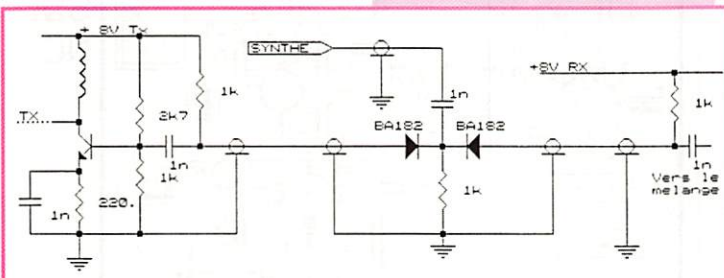 + 8V Tx
SYNTHE
+8V RX
1k
1n
1k
TX
2k7
BA182
BA182
1n
1k
1k
1n
Vers le
melange
1n
220.